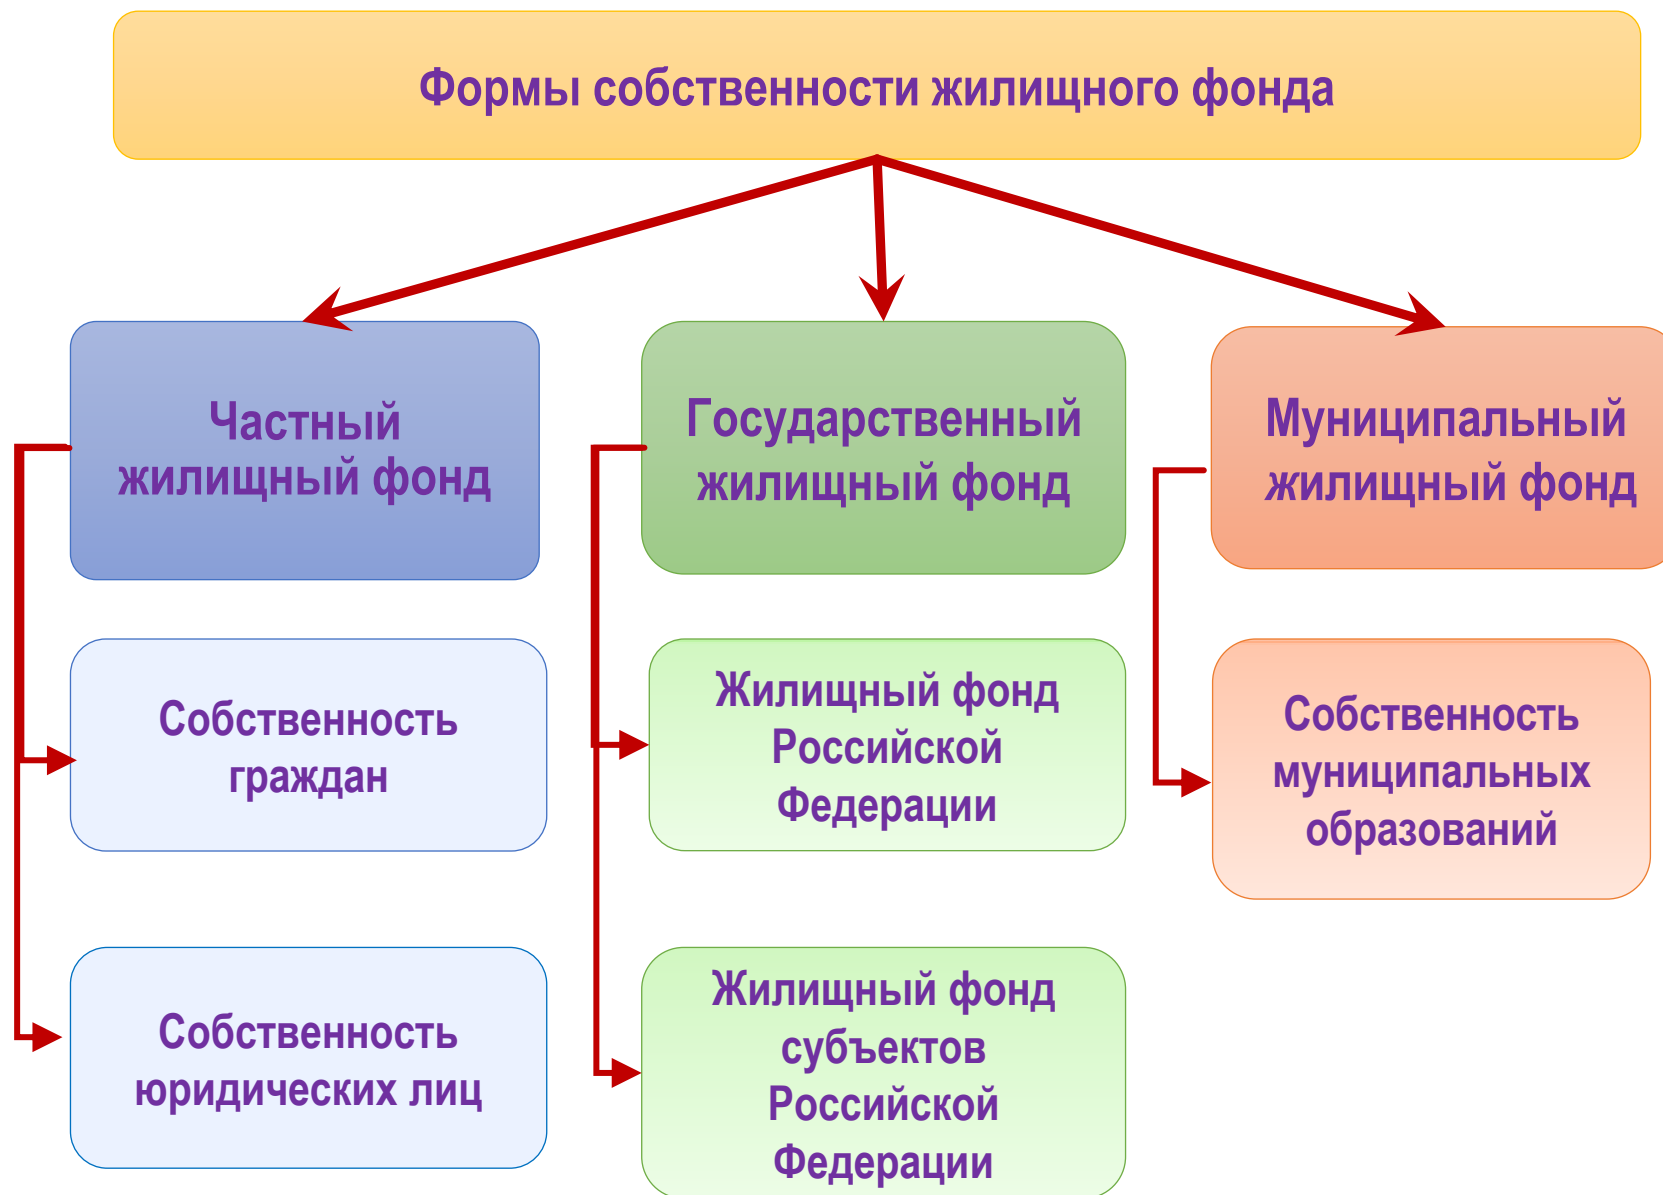 Формы собственности жилищного фонда
Частный
жилищный фонд
Государственный
жилищный фонд
Муниципальный
жилищный фонд
Собственность
граждан
Жилищный фонд
Российской
Федерации
Собственность
муниципальных
образований
Собственность
юридических лиц
Жилищный фонд
субъектов
Российской
Федерации